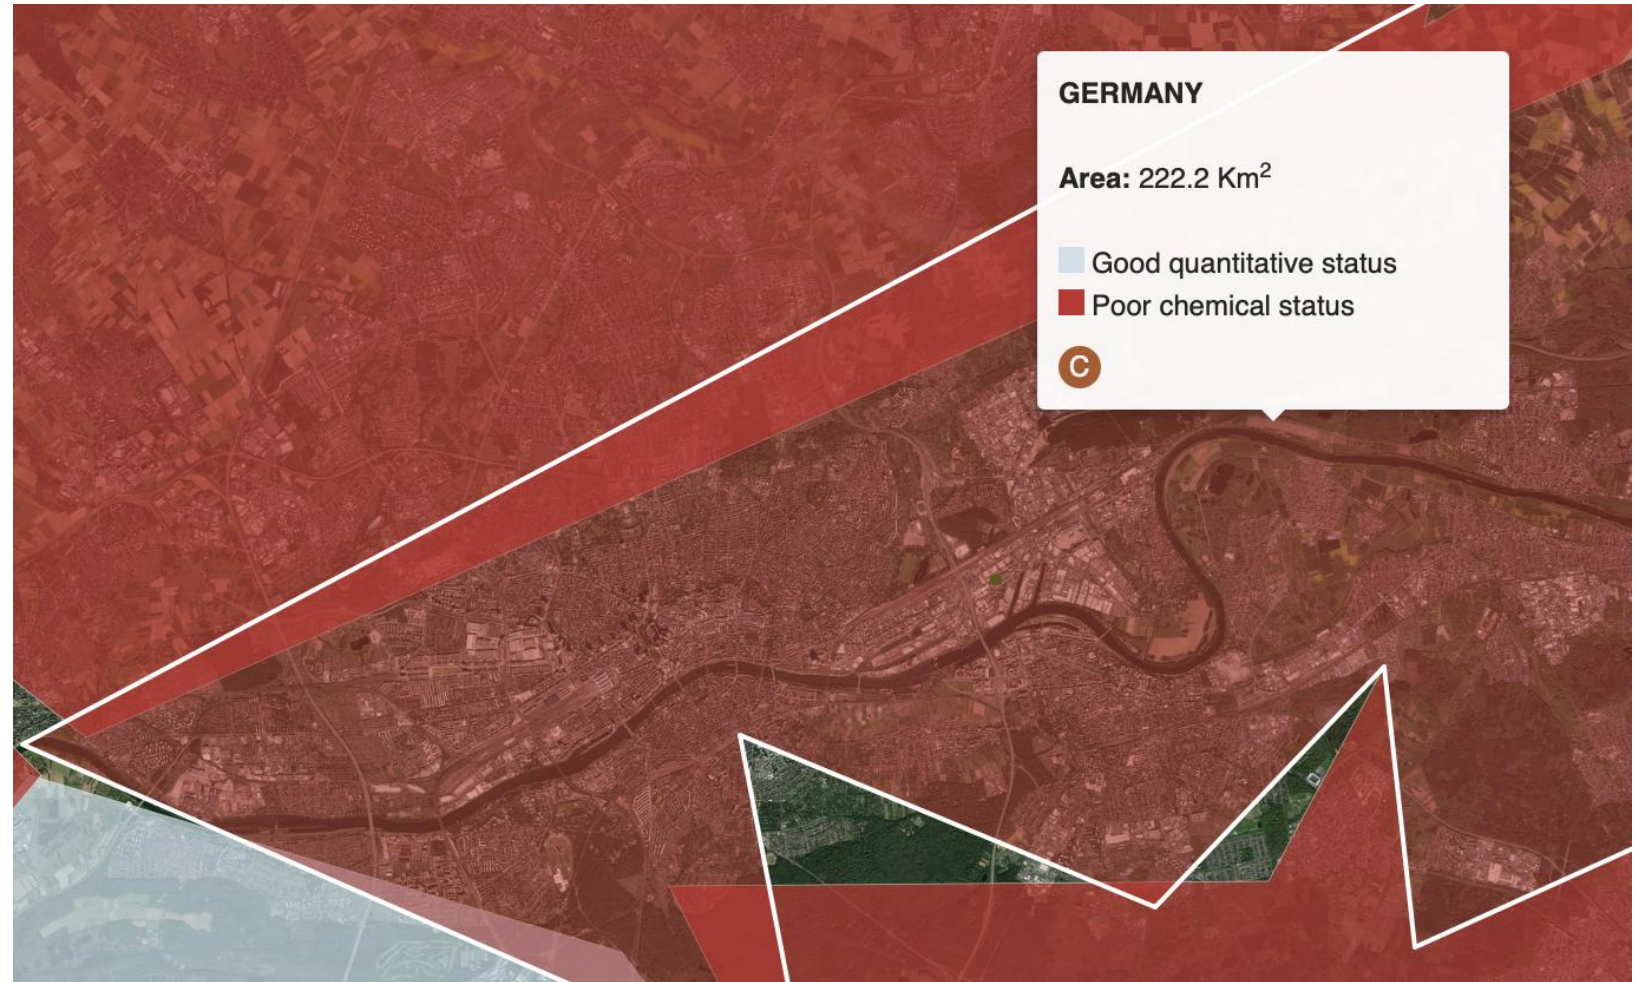 GERMANY
Area: 222.2 Km²
Good quantitative status
Poor chemical status
C